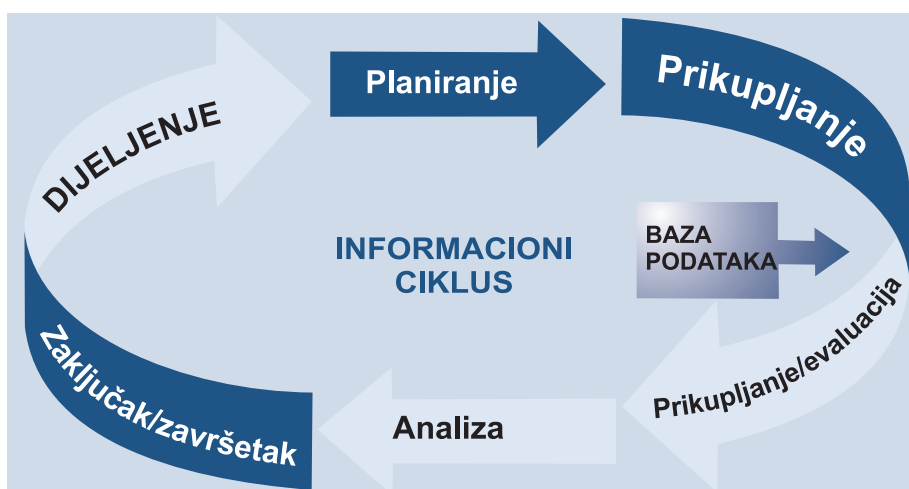 Planiranje
Prikupljanje
BAZA
PODATAKA
Prikupljanje/evaluacija
Analiza
Zaključak/završetak
DIJELJENJE
INFORMACIONI
CIKLUS